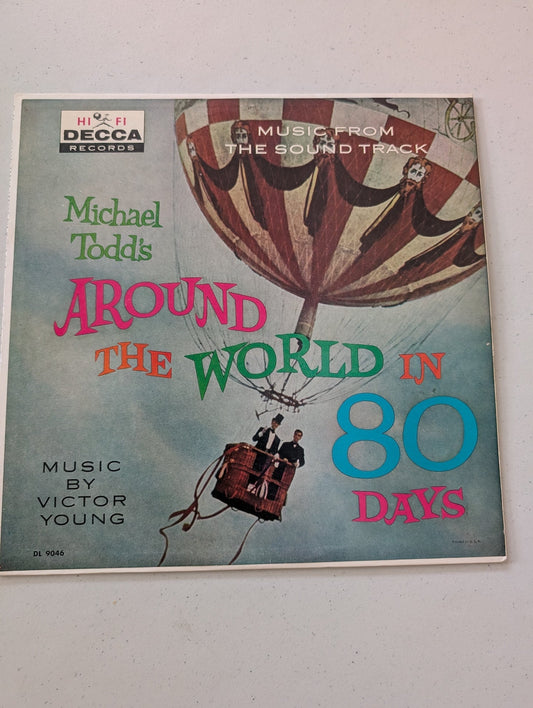 HI FI
DECCA
RECORDS
MUSIC FROM
THE SOUND TRACK
Michael
Todd's
AROUND
THE WORLD IN
80
DAYS
MUSIC
BY
VICTOR
YOUNG
DL 9046